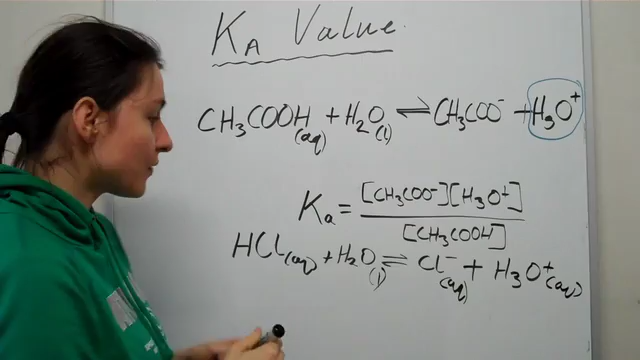 KA Value.
CH3COOH(aq) + H2O(l) ⇌ CH3COO⁻ + H3O⁺
Ka = [CH3COO⁻][H3O⁺] / [CH3COOH]
HCl(aq) + H2O(l) ⇌ Cl⁻(aq) + H3O⁺(aq)